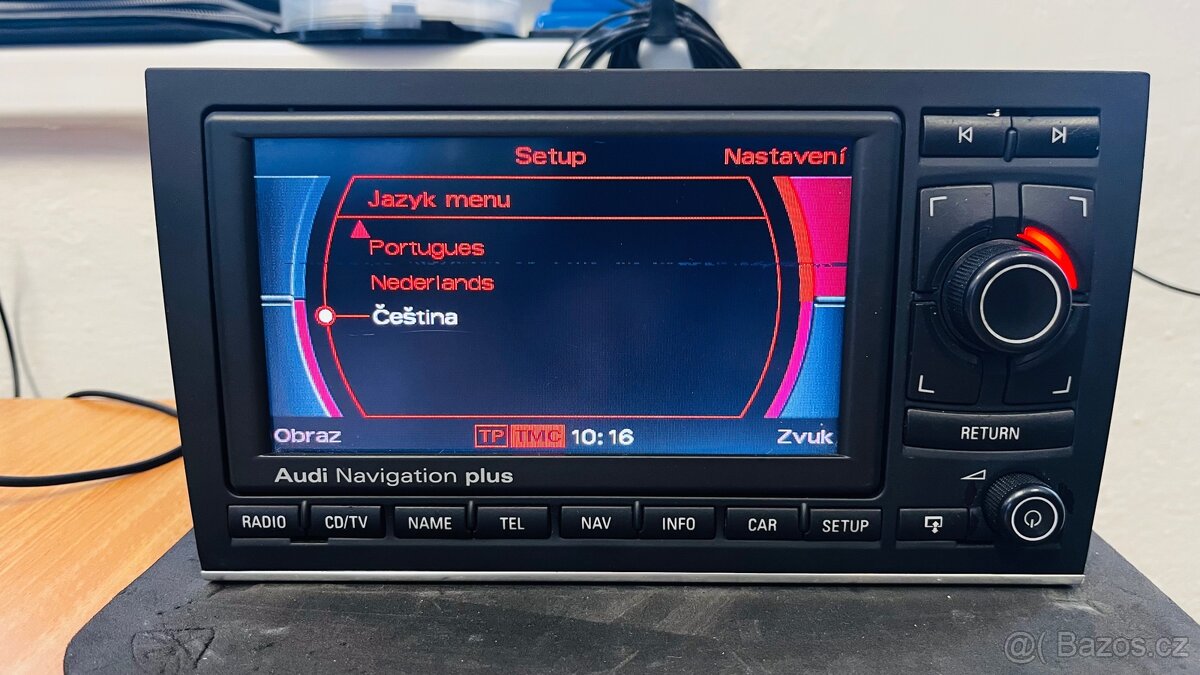 Setup
Nastavení
Jazyk menu
Portugues
Nederlands
Čeština
Obraz
TP TMC 10:16
Zvuk
Audi Navigation plus
RETURN
RADIO CD/TV NAME TEL NAV INFO CAR SETUP
@( Bazos.cz